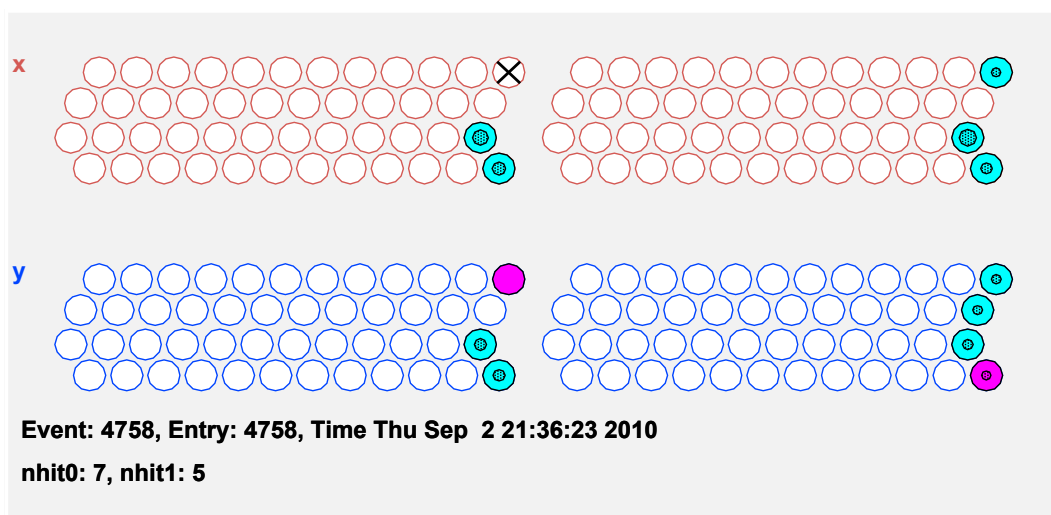 x
y
Event: 4758, Entry: 4758, Time Thu Sep  2 21:36:23 2010
nhit0: 7, nhit1: 5